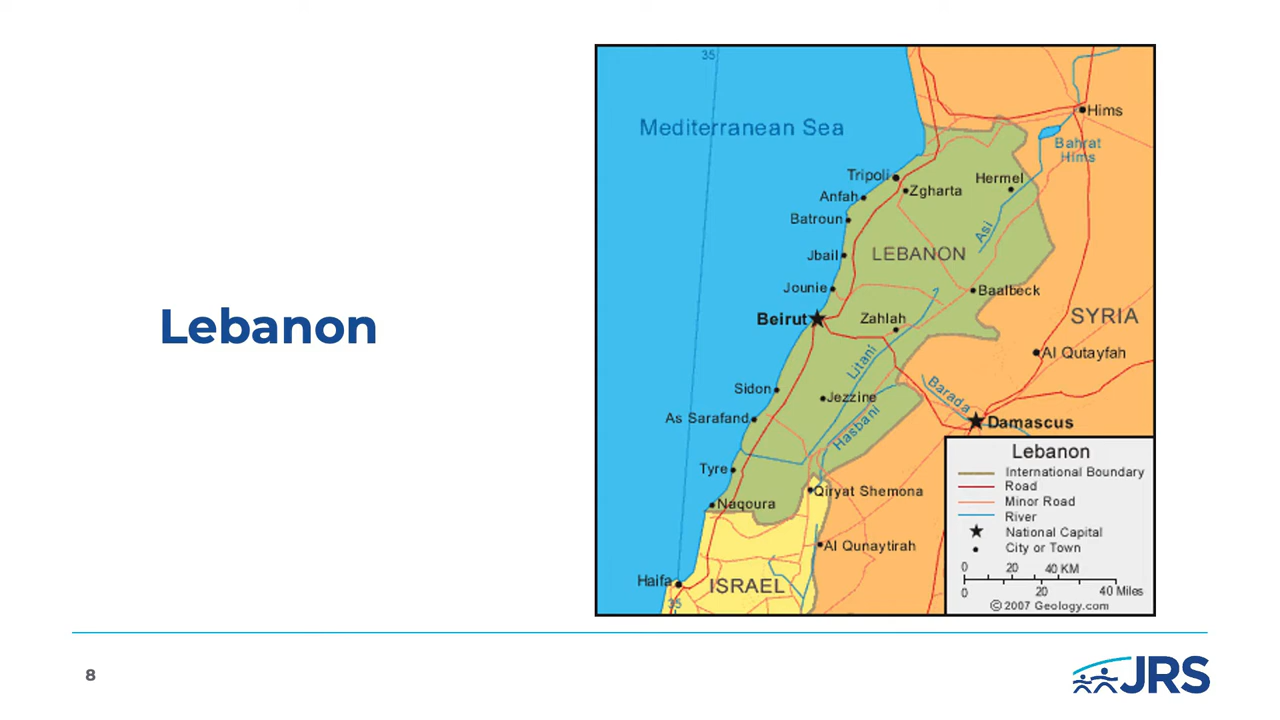 Lebanon
35
Mediterranean Sea
Hims
Bahrat
Hims
Tripoli
Hermel
Zgharta
Anfah
Batroun
Asi
Jbail
LEBANON
Jounie
Baalbeck
Beirut
Zahlah
SYRIA
Al Qutayfah
Litani
Sidon
Jezzine
Barada
As Sarafand
Hasbani
Damascus
Tyre
Qiryat Shemona
Naqoura
Al Qunaytirah
Haifa
ISRAEL
35
Lebanon
International Boundary
Road
Minor Road
River
National Capital
City or Town
0 20 40 KM
0 20 40 Miles
© 2007 Geology.com
8
JRS